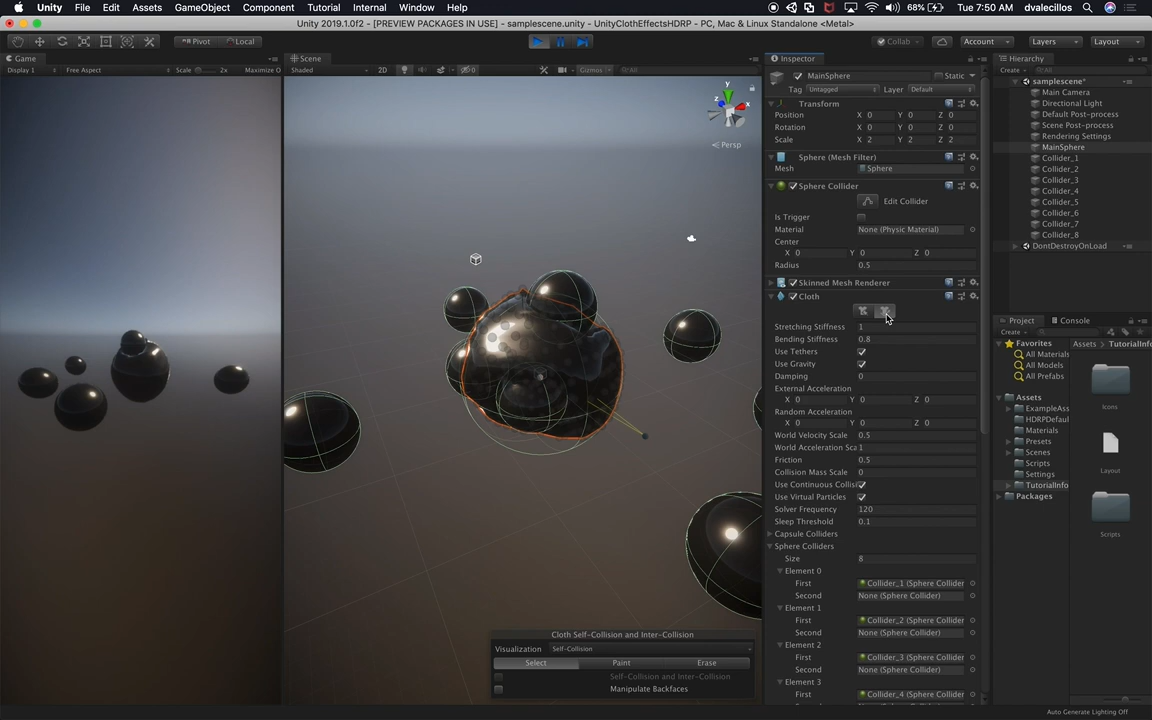 Unity File Edit Assets GameObject Component Tutorial Internal Window Help 68% Tue 7:50 AM dvalecillos
Unity 2019.1.0f2 - [PREVIEW PACKAGES IN USE] - samplescene.unity - UnityClothEffectsHDRP - PC, Mac & Linux Standalone <Metal>
Pivot Local Collab Account Layers Layout
Game Scene Inspector Hierarchy
Display 1 Free Aspect Scale 2x Maximize O Shaded 2D Gizmos All
MainSphere Static
Tag Untagged Layer Default
Transform
Position X 0 Y 0 Z 0
Rotation X 0 Y 0 Z 0
Scale X 2 Y 2 Z 2
Sphere (Mesh Filter)
Mesh Sphere
Sphere Collider
Edit Collider
Is Trigger
Material None (Physic Material)
Center
X 0 Y 0 Z 0
Radius 0.5
Skinned Mesh Renderer
Cloth
Stretching Stiffness 1
Bending Stiffness 0.8
Use Tethers
Use Gravity
Damping 0
External Acceleration
X 0 Y 0 Z 0
Random Acceleration
X 0 Y 0 Z 0
World Velocity Scale 0.5
World Acceleration Sca 1
Friction 0.5
Collision Mass Scale 0
Use Continuous Collis
Use Virtual Particles
Solver Frequency 120
Sleep Threshold 0.1
Capsule Colliders
Sphere Colliders
Size 8
Element 0
First Collider_1 (Sphere Collider
Second None (Sphere Collider)
Element 1
First Collider_2 (Sphere Collider
Second None (Sphere Collider)
Element 2
First Collider_3 (Sphere Collider
Second None (Sphere Collider)
Element 3
First Collider_4 (Sphere Collider
y
z
x
Persp
Cloth Self-Collision and Inter-Collision
Visualization Self-Collision
Select Paint Erase
Self-Collision and Inter-Collision
Manipulate Backfaces
Create All
samplescene*
Main Camera
Directional Light
Default Post-process
Scene Post-process
Rendering Settings
MainSphere
Collider_1
Collider_2
Collider_3
Collider_4
Collider_5
Collider_6
Collider_7
Collider_8
DontDestroyOnLoad
Project Console
Create
Favorites
All Materials
All Models
All Prefabs
Assets
ExampleAss
HDRPDefaul
Materials
Presets
Scenes
Scripts
Settings
TutorialInfo
Packages
Assets TutorialInfo
Icons
Layout
Scripts
Auto Generate Lighting Off